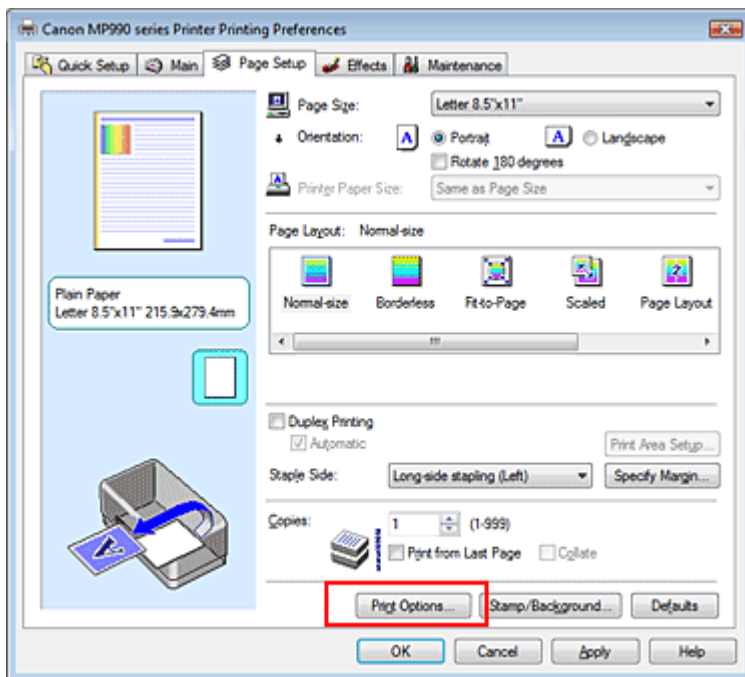 Canon MP990 series Printer Printing Preferences
Quick Setup Main Page Setup Effects Maintenance
Page Size: Letter 8.5"x11"
Orientation: A Portrait A Landscape
Rotate 180 degrees
Printer Paper Size: Same as Page Size
Page Layout: Normal-size
Normal-size Borderless Fit-to-Page Scaled Page Layout
Plain Paper
Letter 8.5"x11" 215.9x279.4mm
Duplex Printing
Automatic Print Area Setup...
Staple Side: Long-side stapling (Left) Specify Margin...
Copies: 1 (1-999)
Print from Last Page Collate
Print Options... Stamp/Background... Defaults
OK Cancel Apply Help